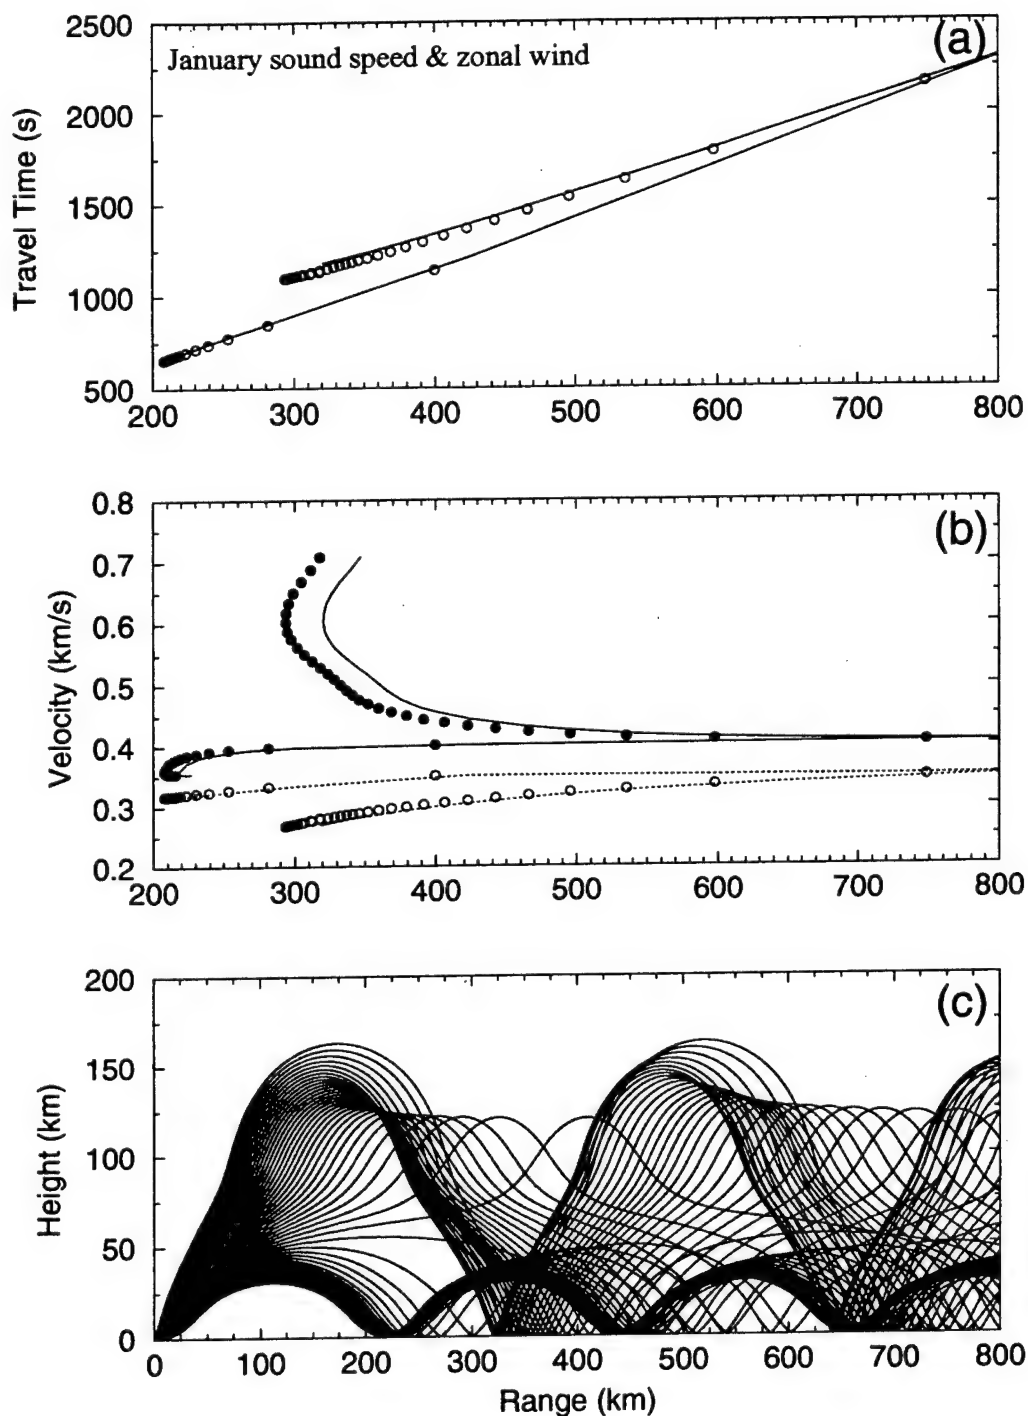 (a)
January sound speed & zonal wind
Travel Time (s)
2500
2000
1500
1000
500
200 300 400 500 600 700 800
(b)
Velocity (km/s)
0.8
0.7
0.6
0.5
0.4
0.3
0.2
200 300 400 500 600 700 800
(c)
Height (km)
200
150
100
50
0
0 100 200 300 400 500 600 700 800
Range (km)